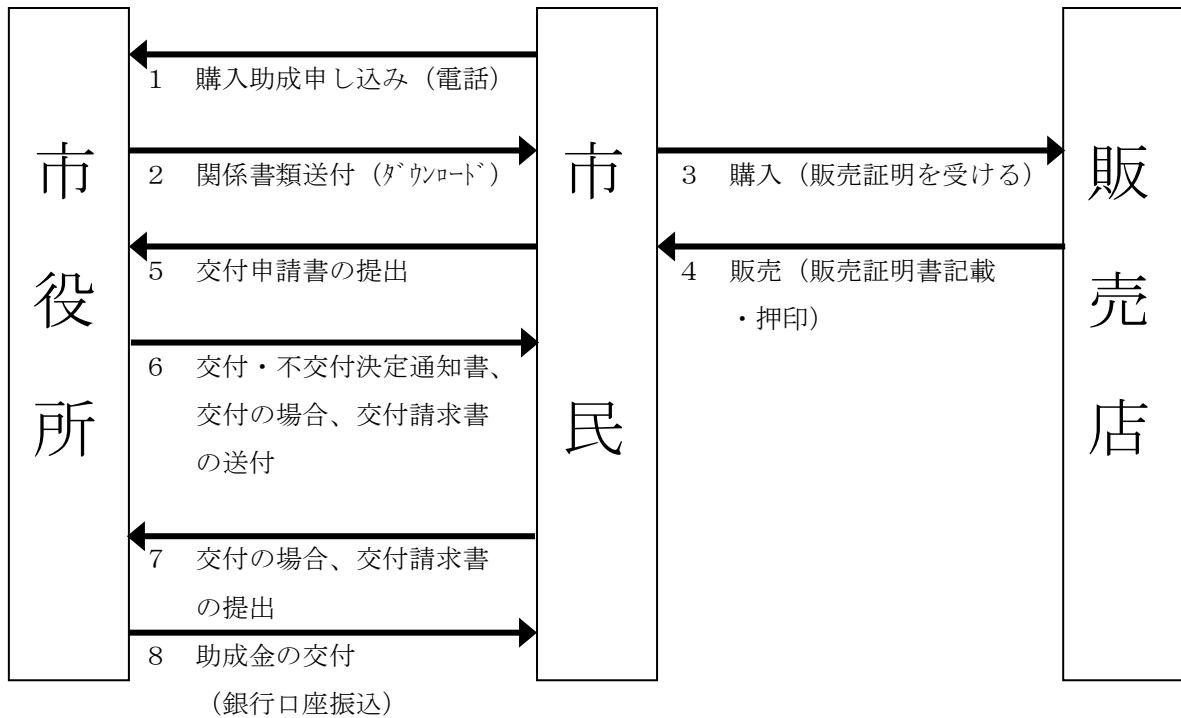 市役所
市民
販売店
１　購入助成申し込み（電話）
２　関係書類送付（ﾀﾞｳﾝﾛｰﾄﾞ）
３　購入（販売証明を受ける）
４　販売（販売証明書記載
・押印）
５　交付申請書の提出
６　交付・不交付決定通知書、
交付の場合、交付請求書
の送付
７　交付の場合、交付請求書
の提出
８　助成金の交付
（銀行口座振込）